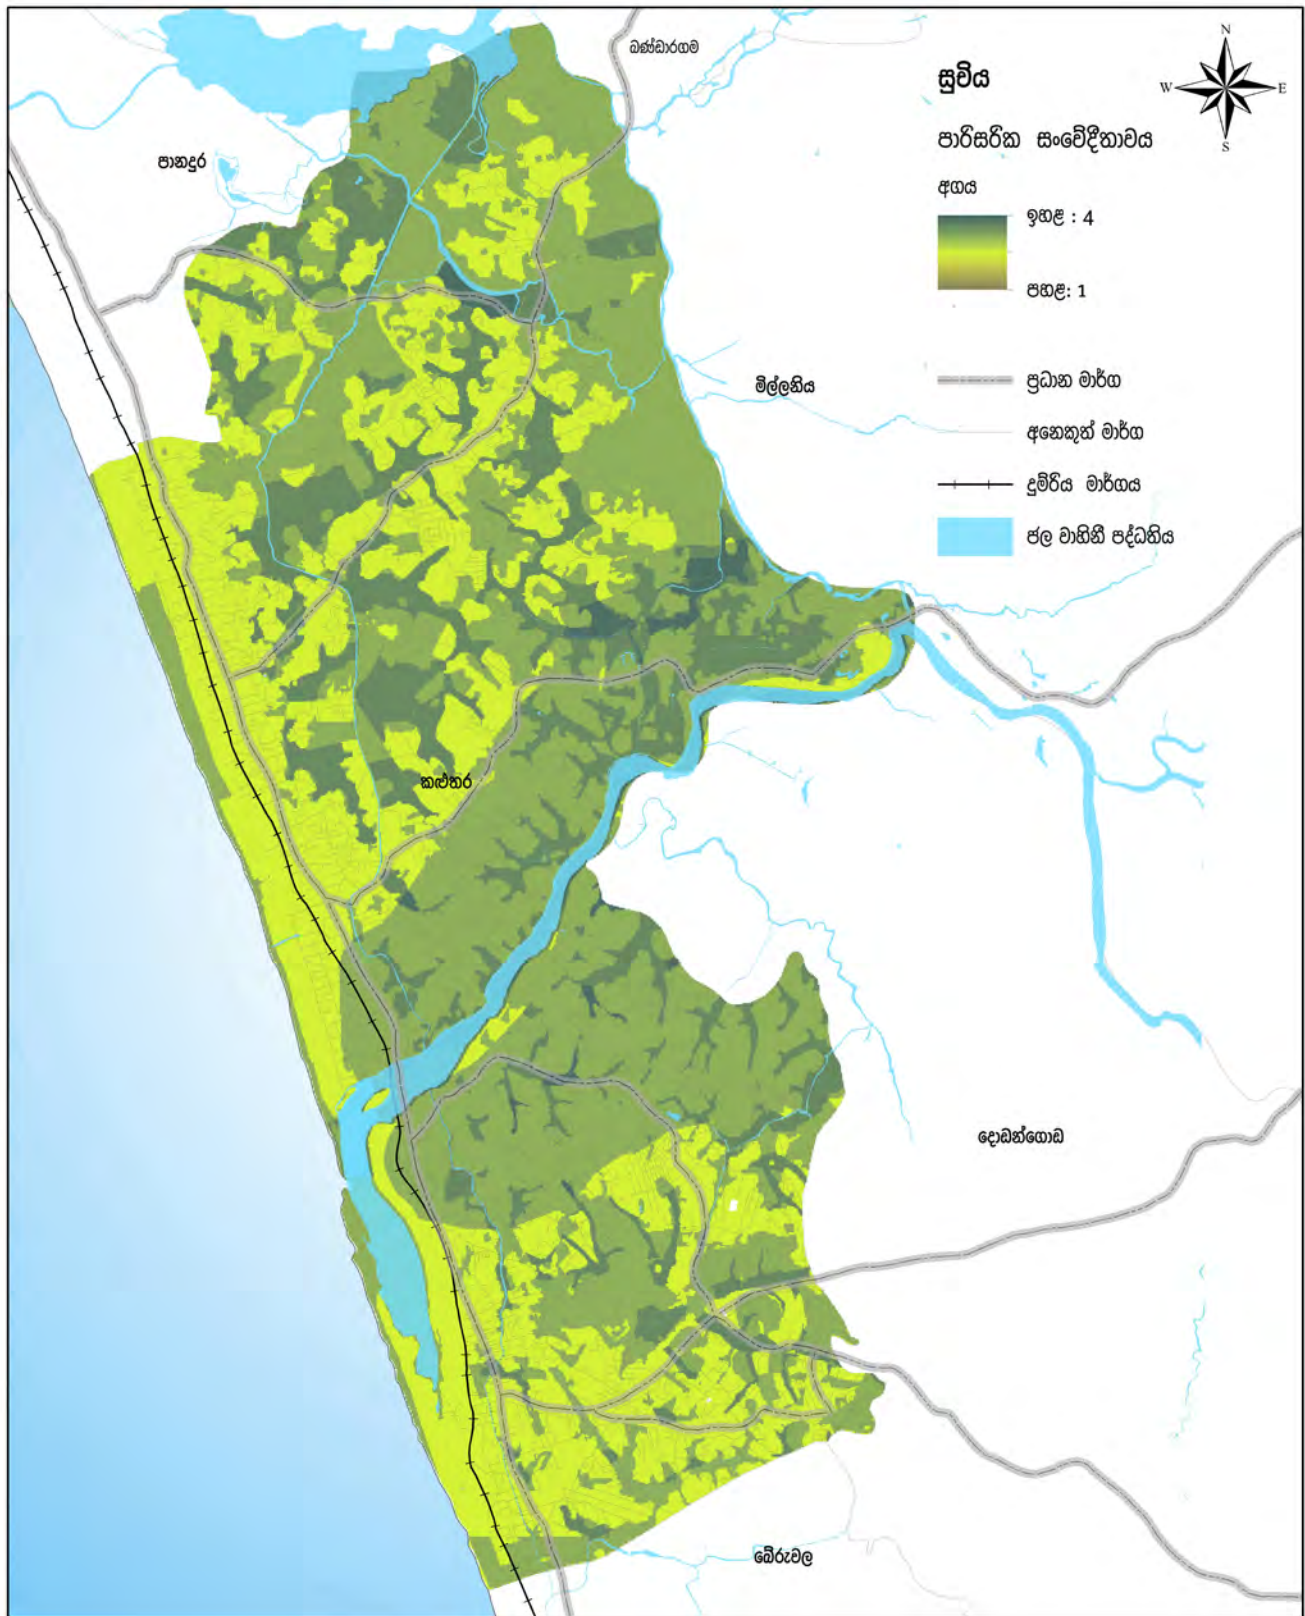 බණ්ඩාරගම
පානදුර
සූචිය
N
W
E
S
පාරිසරික සංවේදීතාවය
අගය
ඉහළ : 4
පහළ: 1
මිල්ලනිය
ප්‍රධාන මාර්ග
අනෙකුත් මාර්ග
දුම්රිය මාර්ගය
ජල වාහිනී පද්ධතිය
කළුතර
දොඩන්ගොඩ
බේරුවල